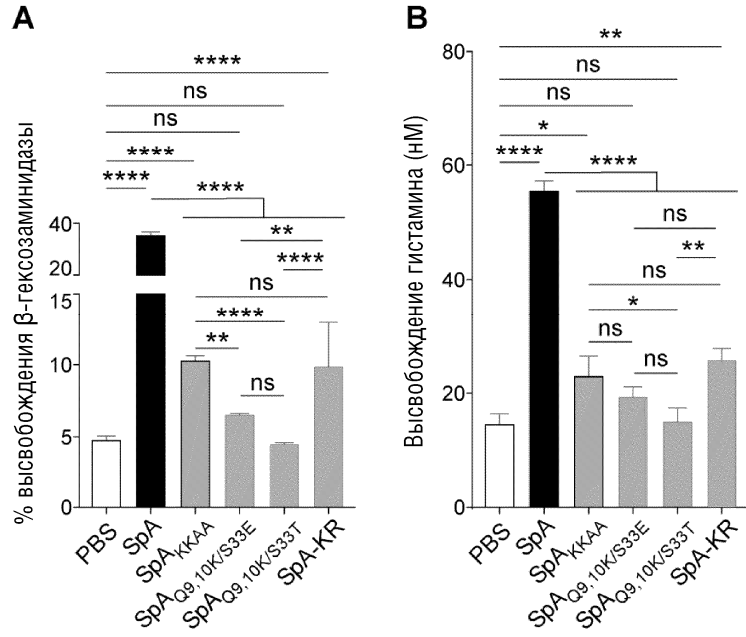 A
% высвобождения β-гексозаминидазы
****
ns
ns
****
****
****
**
****
ns
****
**
ns
40
20
15
10
5
0
PBS
SpA
SpAKKAA
SpAQ9,10K/S33E
SpAQ9,10K/S33T
SpA-KR
B
Высвобождение гистамина (нМ)
**
ns
ns
*
****
****
ns
**
ns
*
ns
ns
80
60
40
20
0
PBS
SpA
SpAKKAA
SpAQ9,10K/S33E
SpAQ9,10K/S33T
SpA-KR